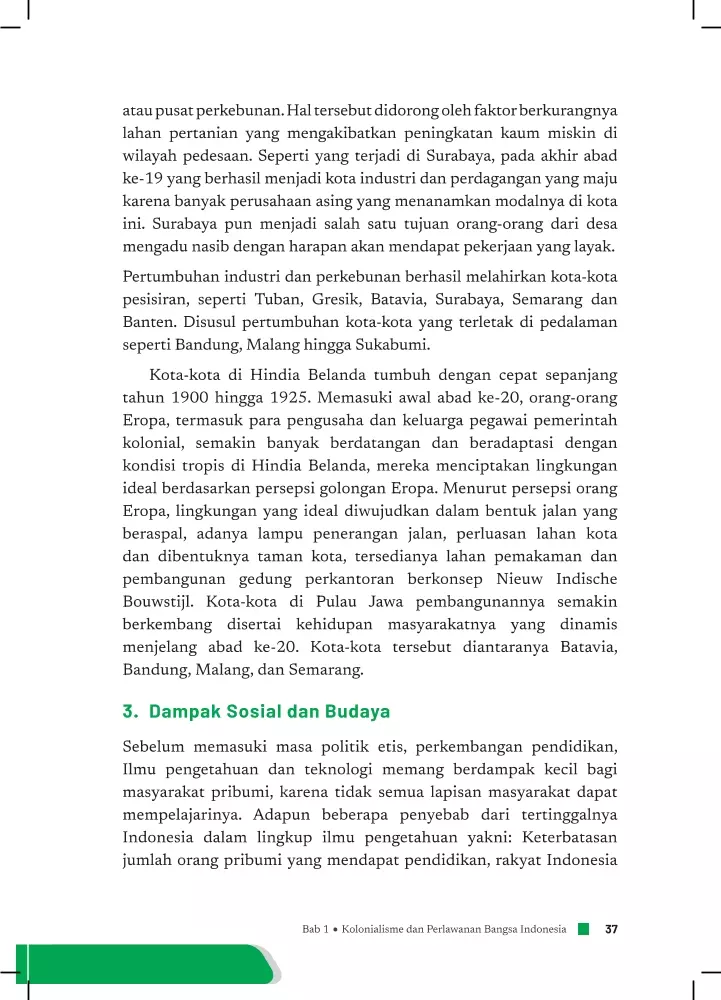 atau pusat perkebunan. Hal tersebut didorong oleh faktor berkurangnya
lahan pertanian yang mengakibatkan peningkatan kaum miskin di
wilayah pedesaan. Seperti yang terjadi di Surabaya, pada akhir abad
ke-19 yang berhasil menjadi kota industri dan perdagangan yang maju
karena banyak perusahaan asing yang menanamkan modalnya di kota
ini. Surabaya pun menjadi salah satu tujuan orang-orang dari desa
mengadu nasib dengan harapan akan mendapat pekerjaan yang layak.
Pertumbuhan industri dan perkebunan berhasil melahirkan kota-kota
pesisiran, seperti Tuban, Gresik, Batavia, Surabaya, Semarang dan
Banten. Disusul pertumbuhan kota-kota yang terletak di pedalaman
seperti Bandung, Malang hingga Sukabumi.
Kota-kota di Hindia Belanda tumbuh dengan cepat sepanjang
tahun 1900 hingga 1925. Memasuki awal abad ke-20, orang-orang
Eropa, termasuk para pengusaha dan keluarga pegawai pemerintah
kolonial, semakin banyak berdatangan dan beradaptasi dengan
kondisi tropis di Hindia Belanda, mereka menciptakan lingkungan
ideal berdasarkan persepsi golongan Eropa. Menurut persepsi orang
Eropa, lingkungan yang ideal diwujudkan dalam bentuk jalan yang
beraspal, adanya lampu penerangan jalan, perluasan lahan kota
dan dibentuknya taman kota, tersedianya lahan pemakaman dan
pembangunan gedung perkantoran berkonsep Nieuw Indische
Bouwstijl. Kota-kota di Pulau Jawa pembangunannya semakin
berkembang disertai kehidupan masyarakatnya yang dinamis
menjelang abad ke-20. Kota-kota tersebut diantaranya Batavia,
Bandung, Malang, dan Semarang.
3. Dampak Sosial dan Budaya
Sebelum memasuki masa politik etis, perkembangan pendidikan,
Ilmu pengetahuan dan teknologi memang berdampak kecil bagi
masyarakat pribumi, karena tidak semua lapisan masyarakat dapat
mempelajarinya. Adapun beberapa penyebab dari tertinggalnya
Indonesia dalam lingkup ilmu pengetahuan yakni: Keterbatasan
jumlah orang pribumi yang mendapat pendidikan, rakyat Indonesia
Bab 1 • Kolonialisme dan Perlawanan Bangsa Indonesia 37